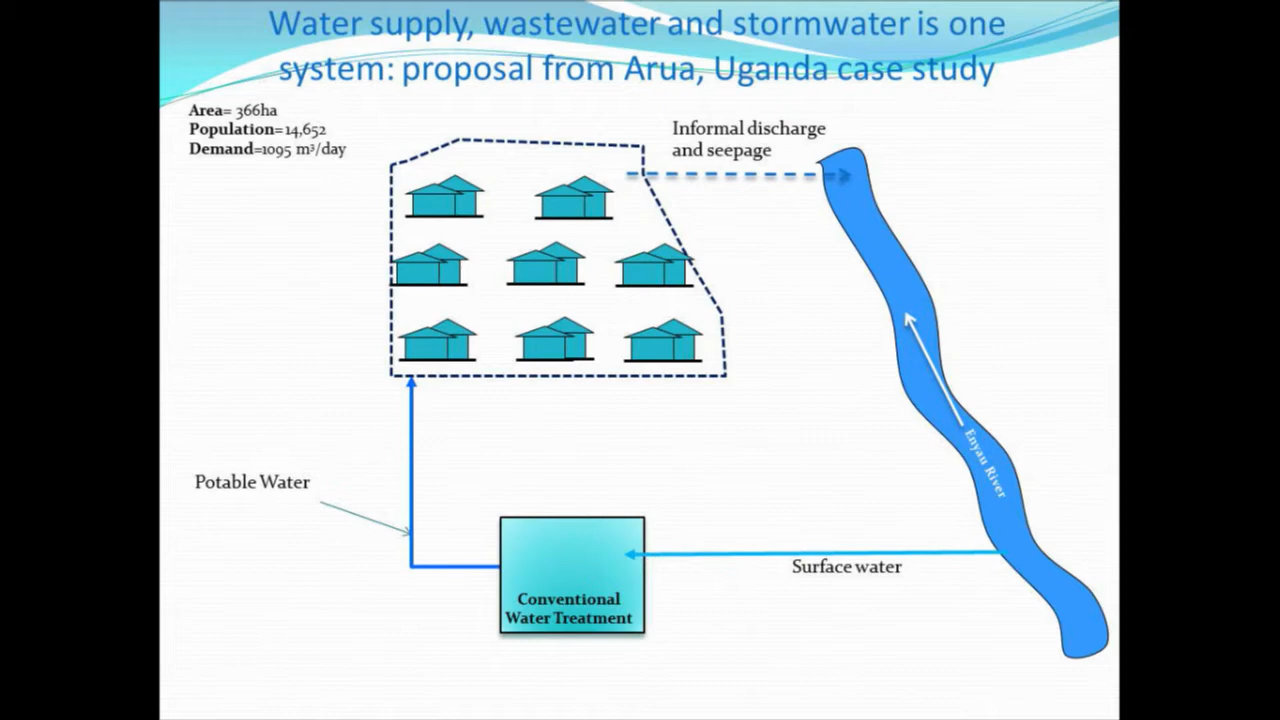 Water supply, wastewater and stormwater is one
system: proposal from Arua, Uganda case study
Area= 366ha
Population=14,652
Demand=1095 m³/day
Informal discharge
and seepage
Enyau River
Potable Water
Surface water
Conventional
Water Treatment